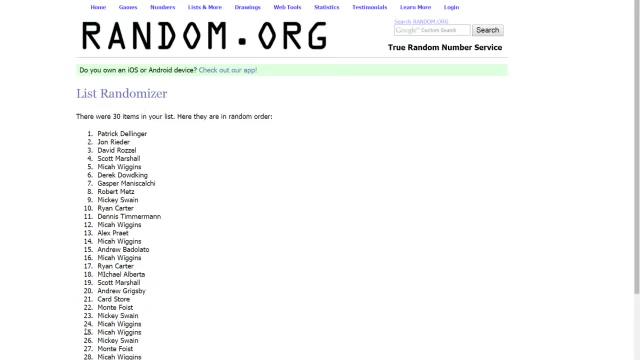 Home Games Numbers Lists & More Drawings Web Tools Statistics Testimonials Learn More Login
RANDOM.ORG
Search RANDOM.ORG
Google™ Custom Search Search
True Random Number Service
Do you own an iOS or Android device? Check out our app!
List Randomizer
There were 30 items in your list. Here they are in random order:
1. Patrick Dellinger
2. Jon Rieder
3. David Rozzel
4. Scott Marshall
5. Micah Wiggins
6. Derek Dowdking
7. Gasper Maniscalchi
8. Robert Metz
9. Mickey Swain
10. Ryan Carter
11. Dennis Timmermann
12. Micah Wiggins
13. Alex Praet
14. Micah Wiggins
15. Andrew Badolato
16. Micah Wiggins
17. Ryan Carter
18. MIchael Alberta
19. Scott Marshall
20. Andrew Grigsby
21. Card Store
22. Monte Foist
23. Mickey Swain
24. Micah Wiggins
25. Micah Wiggins
26. Mickey Swain
27. Monte Foist
28. Micah Wiggins